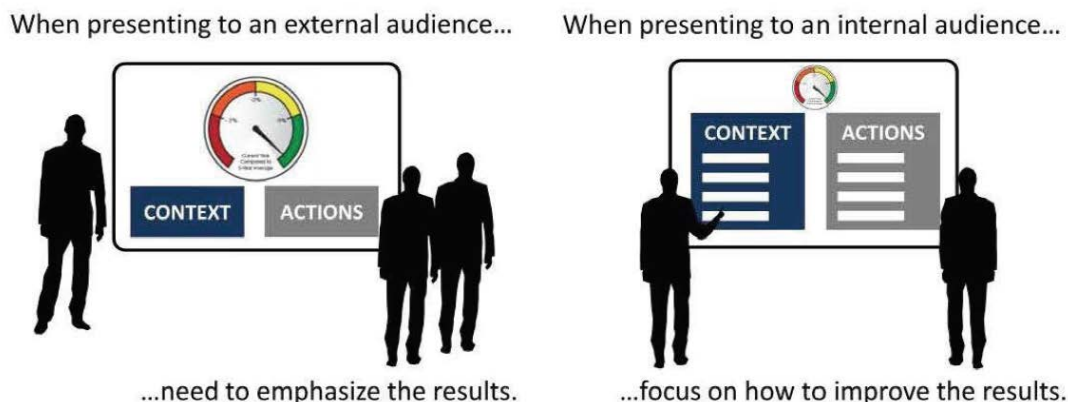 When presenting to an external audience...
CONTEXT
ACTIONS
...need to emphasize the results.
When presenting to an internal audience...
CONTEXT
ACTIONS
...focus on how to improve the results.